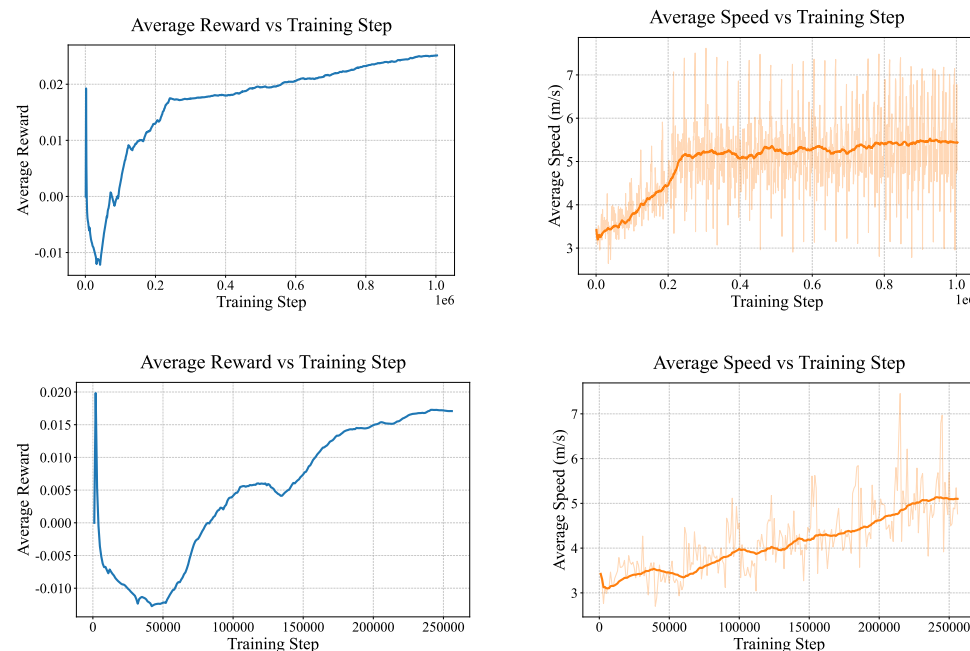 Average Reward vs Training Step
Average Reward
0.02
0.01
0.00
-0.01
0.0 0.2 0.4 0.6 0.8 1.0
1e6
Training Step
Average Speed vs Training Step
Average Speed (m/s)
7
6
5
4
3
0.0 0.2 0.4 0.6 0.8 1.0
1e6
Training Step
Average Reward vs Training Step
Average Reward
0.020
0.015
0.010
0.005
0.000
-0.005
-0.010
0 50000 100000 150000 200000 250000
Training Step
Average Speed vs Training Step
Average Speed (m/s)
7
6
5
4
3
0 50000 100000 150000 200000 250000
Training Step